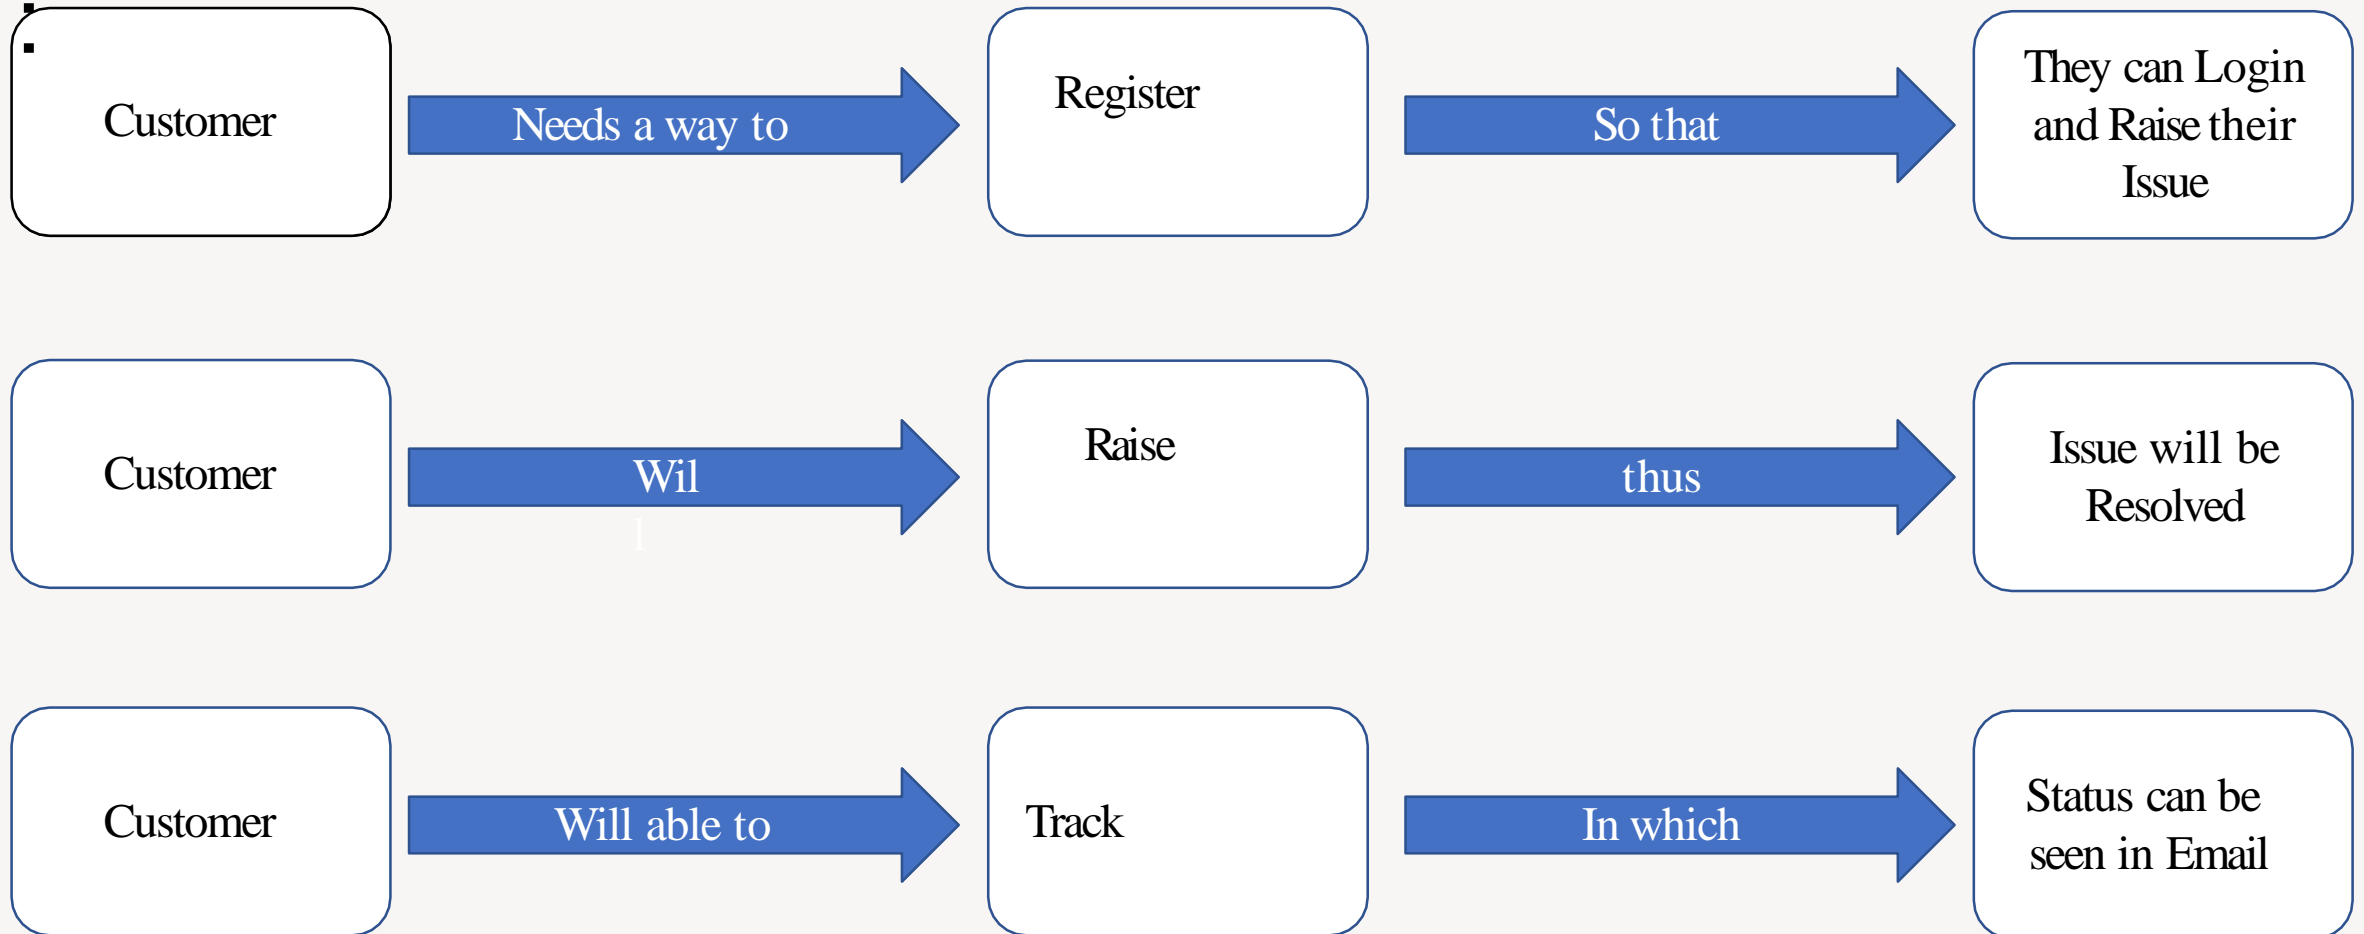 Customer
Needs a way to
Register
So that
They can Login
and Raise their
Issue
Customer
Wil
l
Raise
thus
Issue will be
Resolved
Customer
Will able to
Track
In which
Status can be
seen in Email